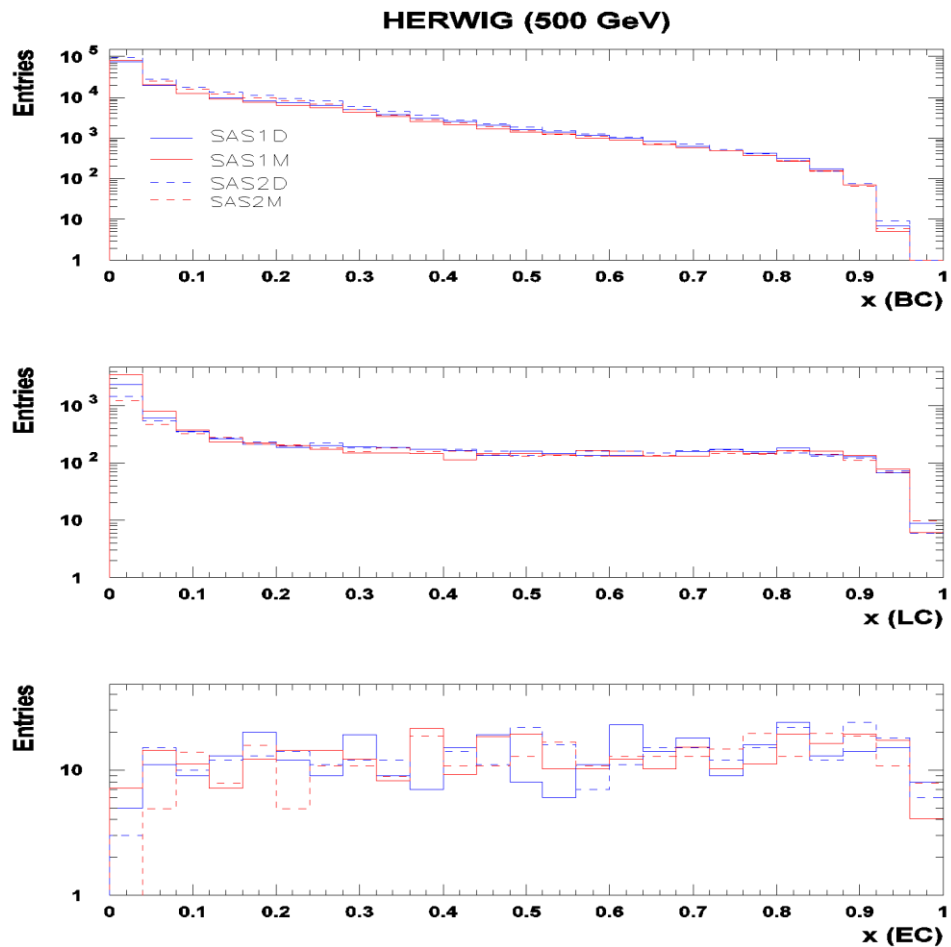 HERWIG (500 GeV)
Entries
10^5
10^4
10^3
10^2
10
1
SAS1D
SAS1M
SAS2D
SAS2M
0 0.1 0.2 0.3 0.4 0.5 0.6 0.7 0.8 0.9 1
x (BC)
Entries
10^3
10^2
10
1
0 0.1 0.2 0.3 0.4 0.5 0.6 0.7 0.8 0.9 1
x (LC)
Entries
10
1
0 0.1 0.2 0.3 0.4 0.5 0.6 0.7 0.8 0.9 1
x (EC)